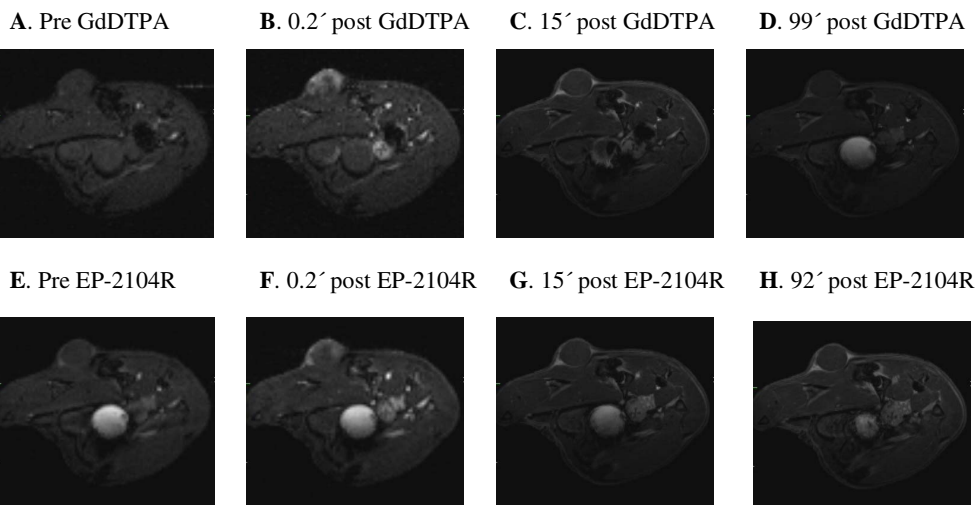 A. Pre GdDTPA
B. 0.2´ post GdDTPA
C. 15´ post GdDTPA
D. 99´ post GdDTPA
E. Pre EP-2104R
F. 0.2´ post EP-2104R
G. 15´ post EP-2104R
H. 92´ post EP-2104R